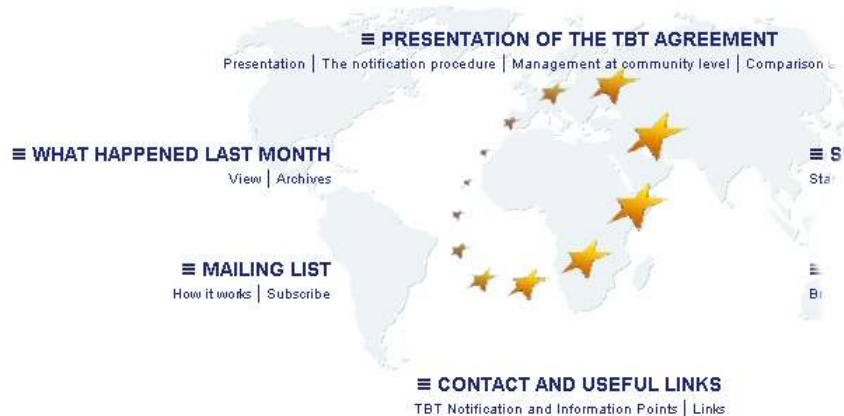 ≡ PRESENTATION OF THE TBT AGREEMENT
Presentation | The notification procedure | Management at community level | Comparison
≡ WHAT HAPPENED LAST MONTH
View | Archives
≡ MAILING LIST
How it works | Subscribe
≡ CONTACT AND USEFUL LINKS
TBT Notification and Information Points | Links